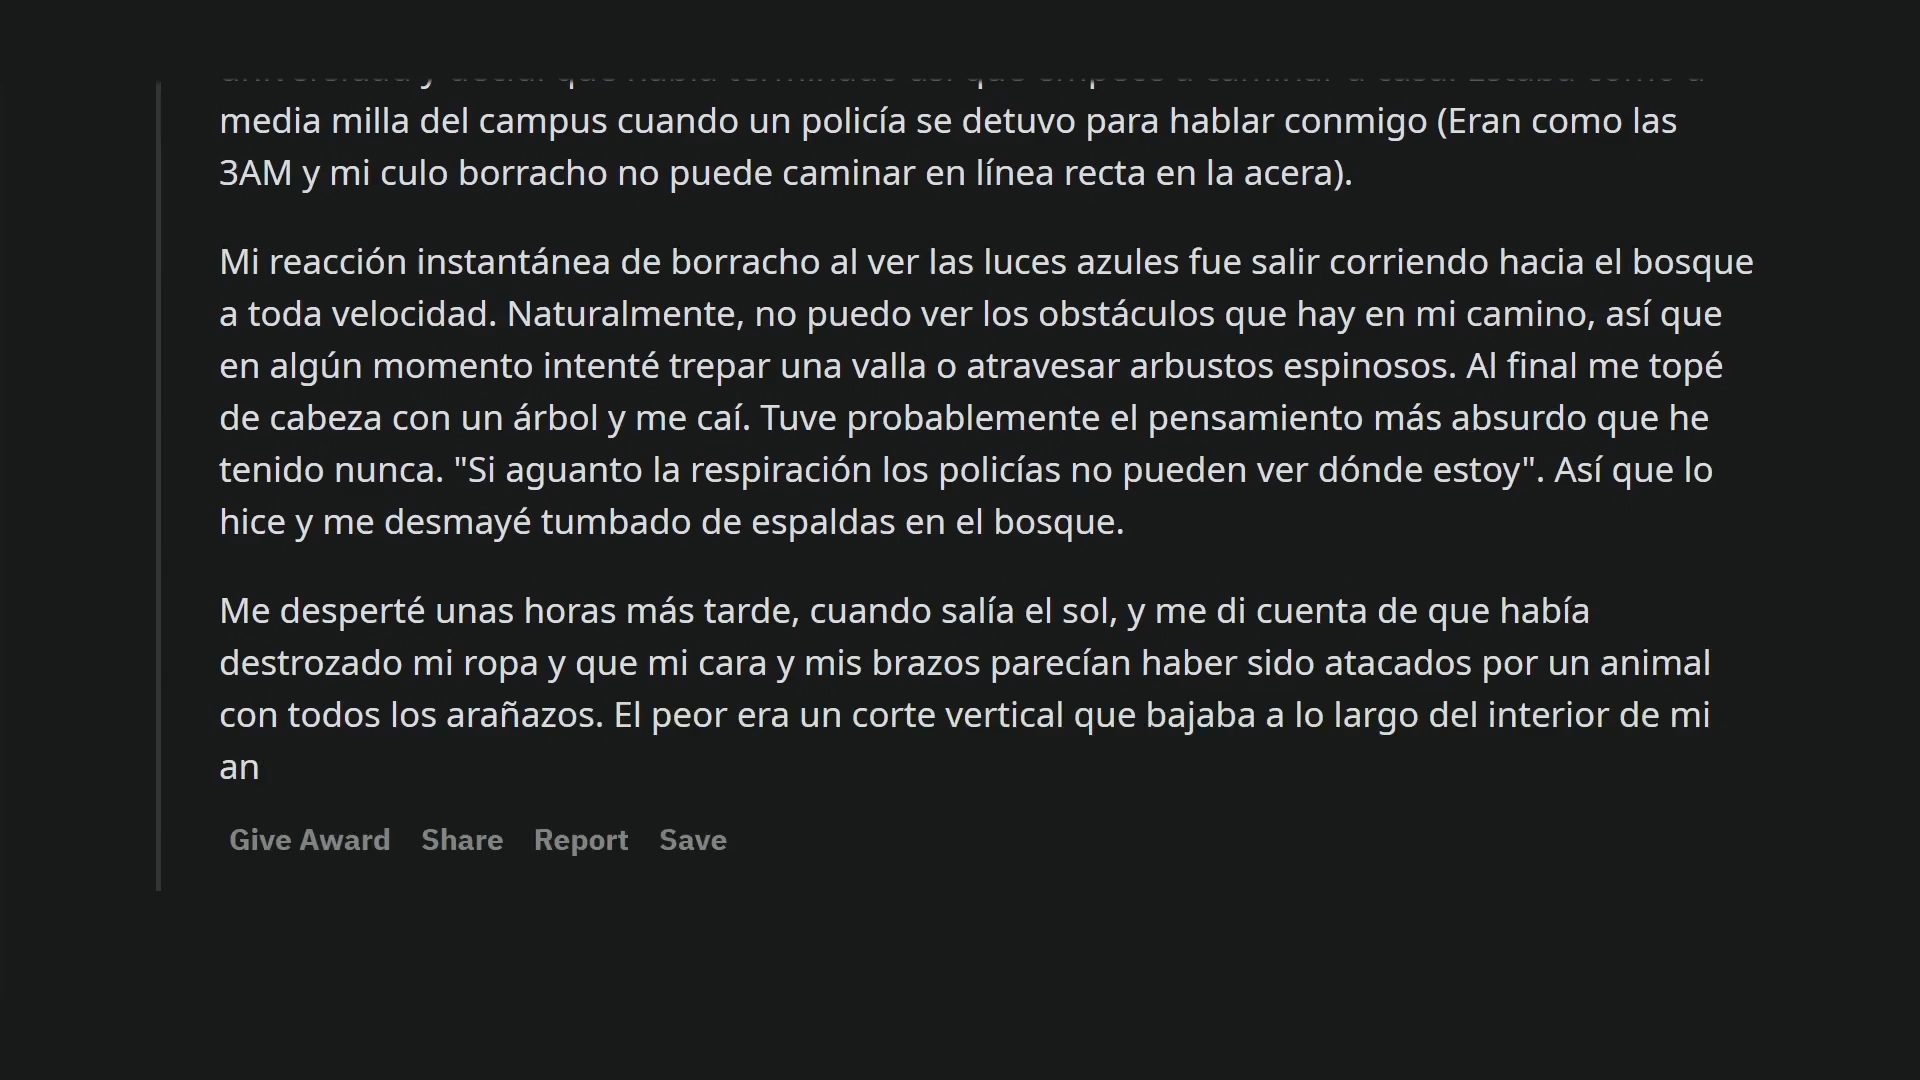 media milla del campus cuando un policía se detuvo para hablar conmigo (Eran como las
3AM y mi culo borracho no puede caminar en línea recta en la acera).
Mi reacción instantánea de borracho al ver las luces azules fue salir corriendo hacia el bosque
a toda velocidad. Naturalmente, no puedo ver los obstáculos que hay en mi camino, así que
en algún momento intenté trepar una valla o atravesar arbustos espinosos. Al final me topé
de cabeza con un árbol y me caí. Tuve probablemente el pensamiento más absurdo que he
tenido nunca. "Si aguanto la respiración los policías no pueden ver dónde estoy". Así que lo
hice y me desmayé tumbado de espaldas en el bosque.
Me desperté unas horas más tarde, cuando salía el sol, y me di cuenta de que había
destrozado mi ropa y que mi cara y mis brazos parecían haber sido atacados por un animal
con todos los arañazos. El peor era un corte vertical que bajaba a lo largo del interior de mi
an
Give Award Share Report Save